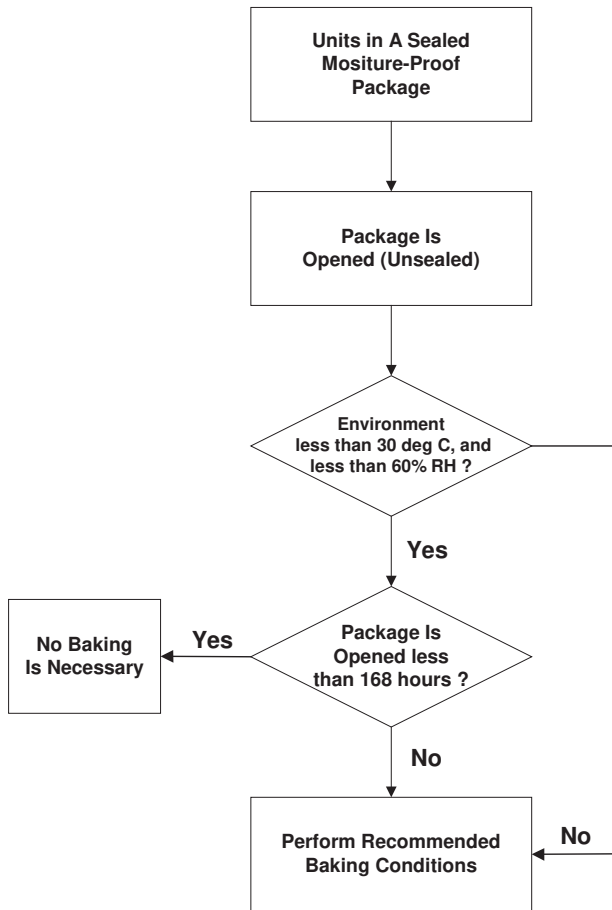 Units in A Sealed
Mositure-Proof
Package
Package Is
Opened (Unsealed)
Environment
less than 30 deg C, and
less than 60% RH ?
Yes
No Baking
Is Necessary
Yes
Package Is
Opened less
than 168 hours ?
No
Perform Recommended
Baking Conditions
No